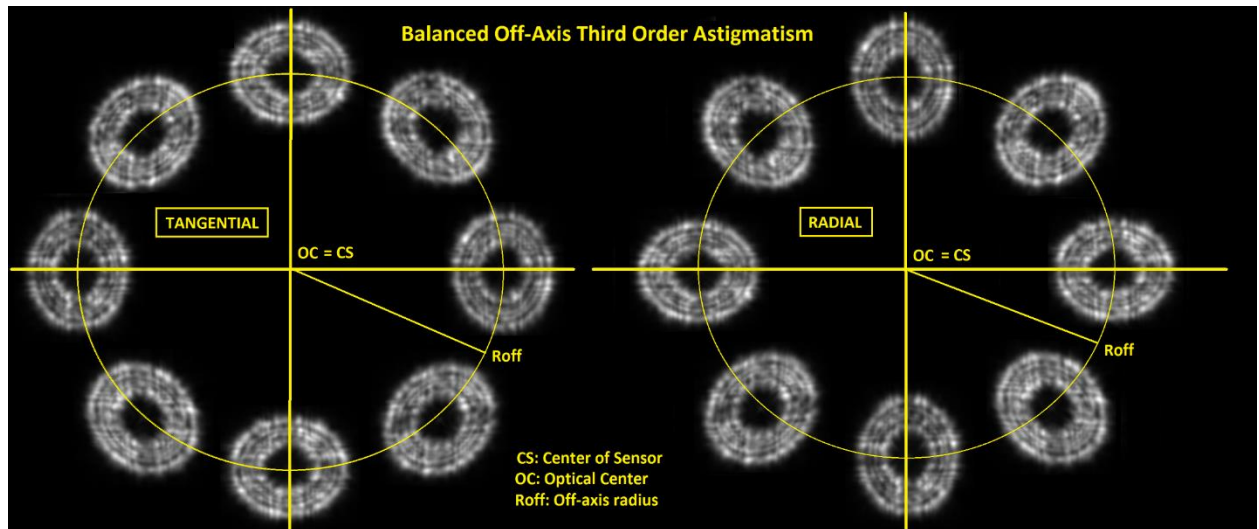 Balanced Off-Axis Third Order Astigmatism
TANGENTIAL
OC = CS
Roff
RADIAL
OC = CS
Roff
CS: Center of Sensor
OC: Optical Center
Roff: Off-axis radius